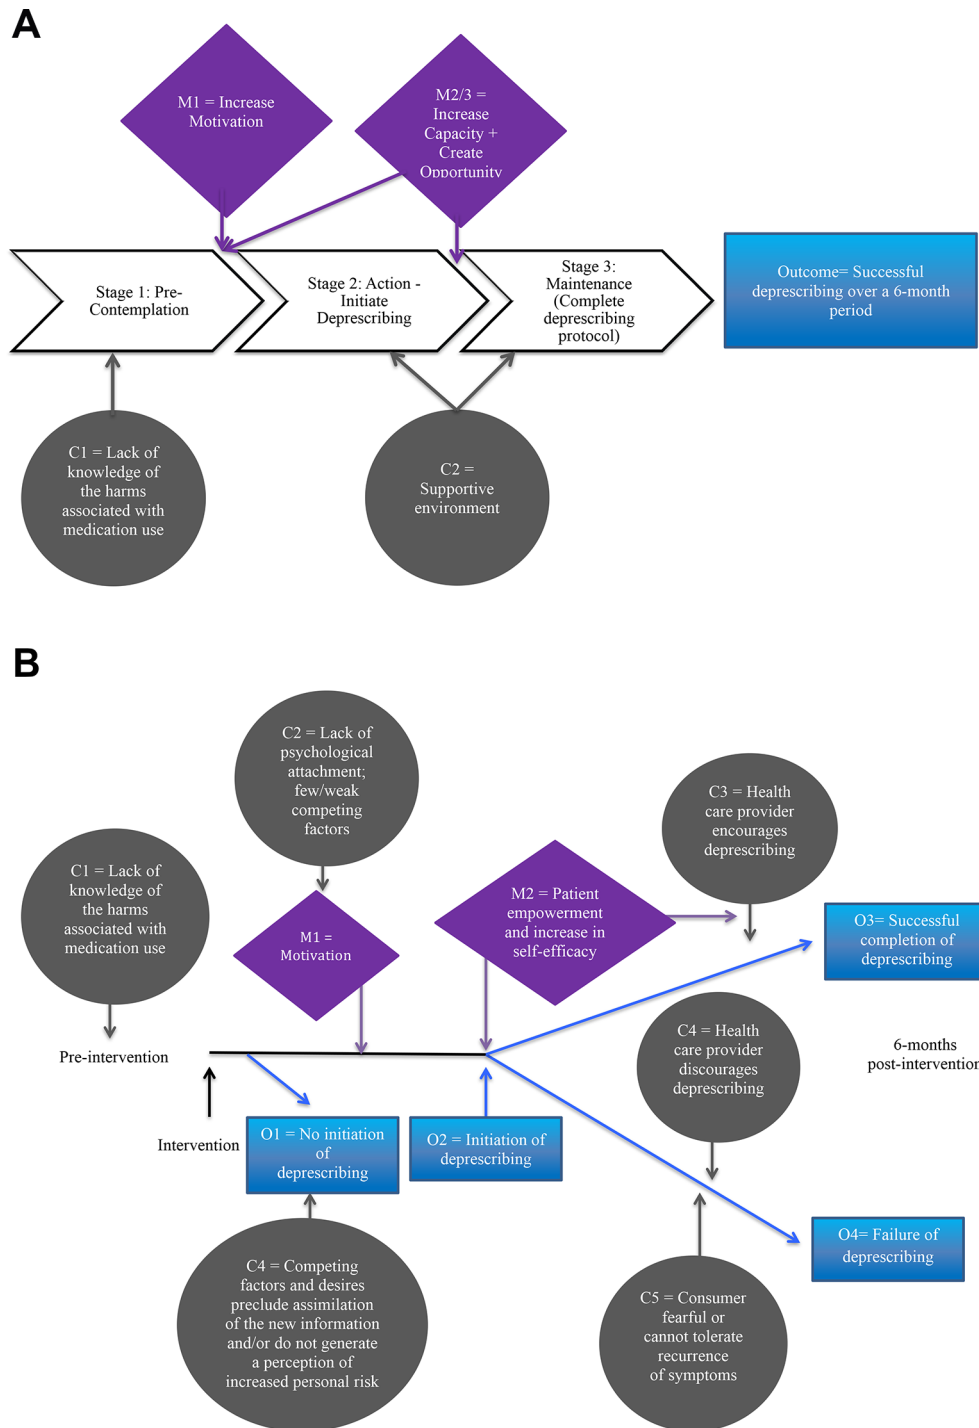 A
M1 = Increase
Motivation
M2/3 =
Increase
Capacity +
Create
Opportunity
Stage 1: Pre-
Contemplation
Stage 2: Action -
Initiate
Deprescribing
Stage 3:
Maintenance
(Complete
deprescribing
protocol)
Outcome= Successful
deprescribing over a 6-month
period
C1 = Lack of
knowledge of
the harms
associated with
medication use
C2 =
Supportive
environment
B
C2 = Lack of
psychological
attachment;
few/weak
competing
factors
C3 = Health
care provider
encourages
deprescribing
C1 = Lack of
knowledge of
the harms
associated with
medication use
M1 =
Motivation
M2 = Patient
empowerment
and increase in
self-efficacy
O3= Successful
completion of
deprescribing
Pre-intervention
C4 = Health
care provider
discourages
deprescribing
6-months
post-intervention
Intervention
O1 = No initiation
of
deprescribing
O2 = Initiation of
deprescribing
O4= Failure of
deprescribing
C4 = Competing
factors and desires
preclude assimilation
of the new information
and/or do not generate
a perception of
increased personal risk
C5 = Consumer
fearful or
cannot tolerate
recurrence
of symptoms